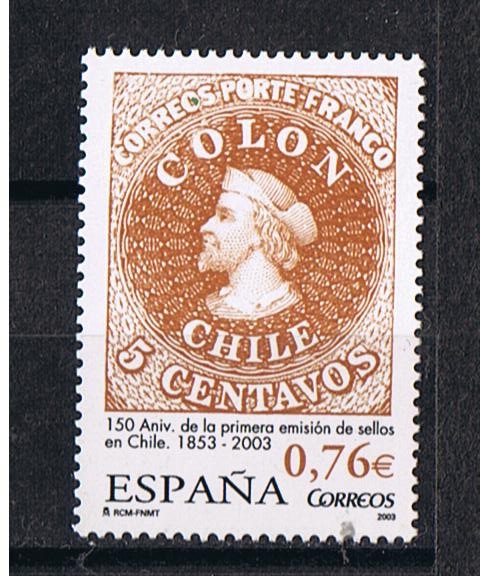 CORREOS PORTE FRANCO
COLON
CHILE
5 CENTAVOS
150 Aniv. de la primera emisión de sellos
en Chile. 1853 - 2003
0,76€
ESPAÑA
CORREOS
RCM-FNMT
2003